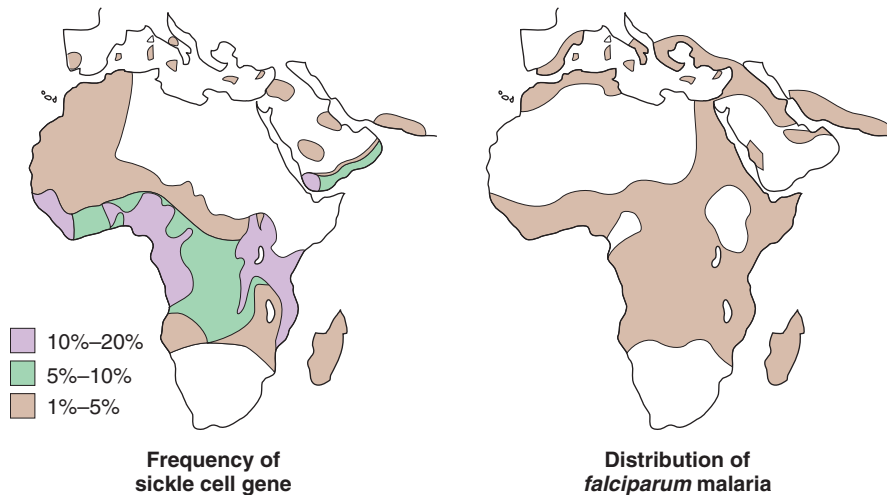 10%–20%
5%–10%
1%–5%
Frequency of
sickle cell gene
Distribution of
falciparum malaria